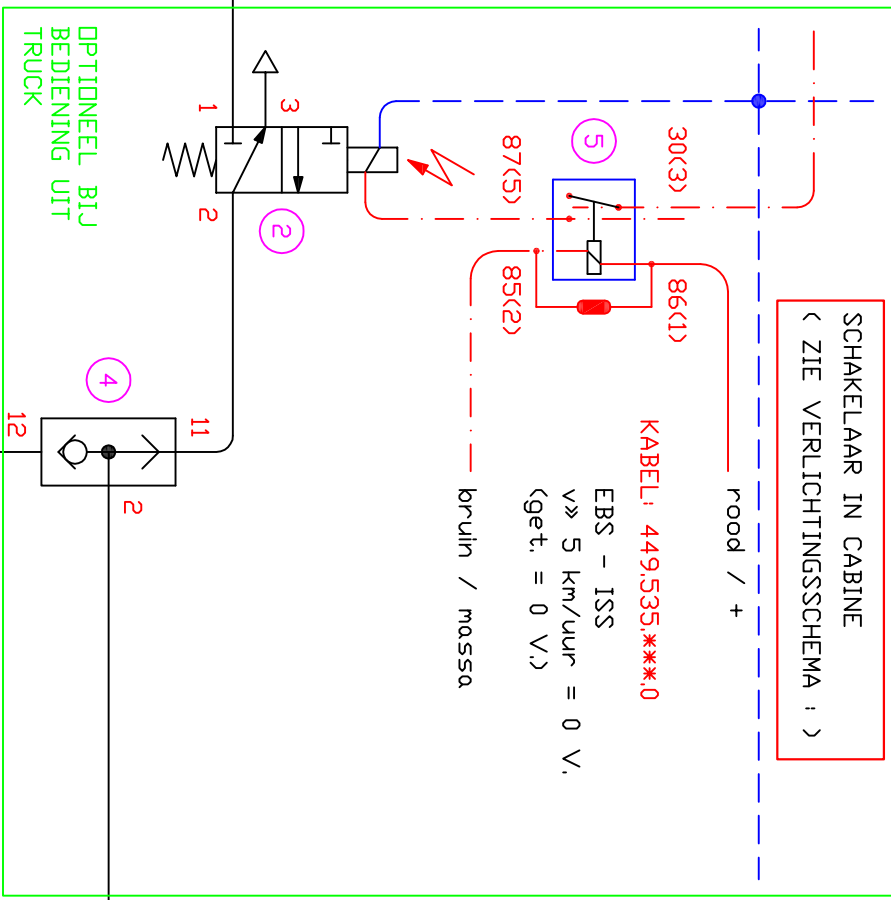 SCHAKELAAR IN CABINE
( ZIE VERLICHTINGSSCHEMA : )
rood / +
30(3)
86(1)
KABEL: 449.535.***.0
EBS - ISS
v» 5 km/uur = 0 V.
(get. = 0 V.)
5
87(5)
85(2)
bruin / massa
3
1
2
2
OPTIONEEL BIJ
BEDIENING UIT
TRUCK
4
11
12
2